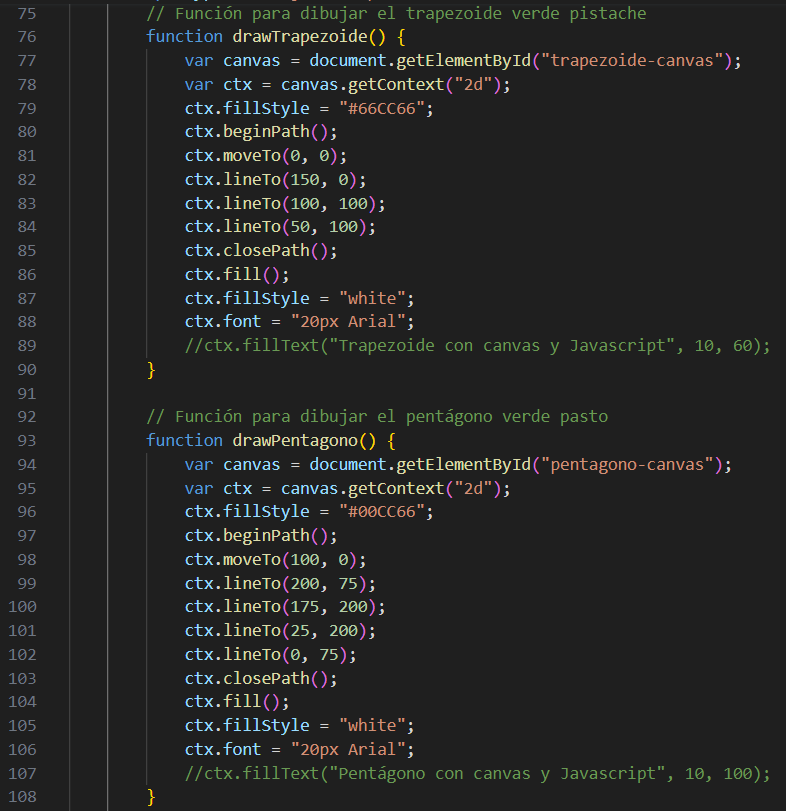 75 // Función para dibujar el trapezoide verde pistache
76 function drawTrapezoide() {
77 var canvas = document.getElementById("trapezoide-canvas");
78 var ctx = canvas.getContext("2d");
79 ctx.fillStyle = "#66CC66";
80 ctx.beginPath();
81 ctx.moveTo(0, 0);
82 ctx.lineTo(150, 0);
83 ctx.lineTo(100, 100);
84 ctx.lineTo(50, 100);
85 ctx.closePath();
86 ctx.fill();
87 ctx.fillStyle = "white";
88 ctx.font = "20px Arial";
89 //ctx.fillText("Trapezoide con canvas y Javascript", 10, 60);
90 }
91
92 // Función para dibujar el pentágono verde pasto
93 function drawPentagono() {
94 var canvas = document.getElementById("pentagono-canvas");
95 var ctx = canvas.getContext("2d");
96 ctx.fillStyle = "#00CC66";
97 ctx.beginPath();
98 ctx.moveTo(100, 0);
99 ctx.lineTo(200, 75);
100 ctx.lineTo(175, 200);
101 ctx.lineTo(25, 200);
102 ctx.lineTo(0, 75);
103 ctx.closePath();
104 ctx.fill();
105 ctx.fillStyle = "white";
106 ctx.font = "20px Arial";
107 //ctx.fillText("Pentágono con canvas y Javascript", 10, 100);
108 }